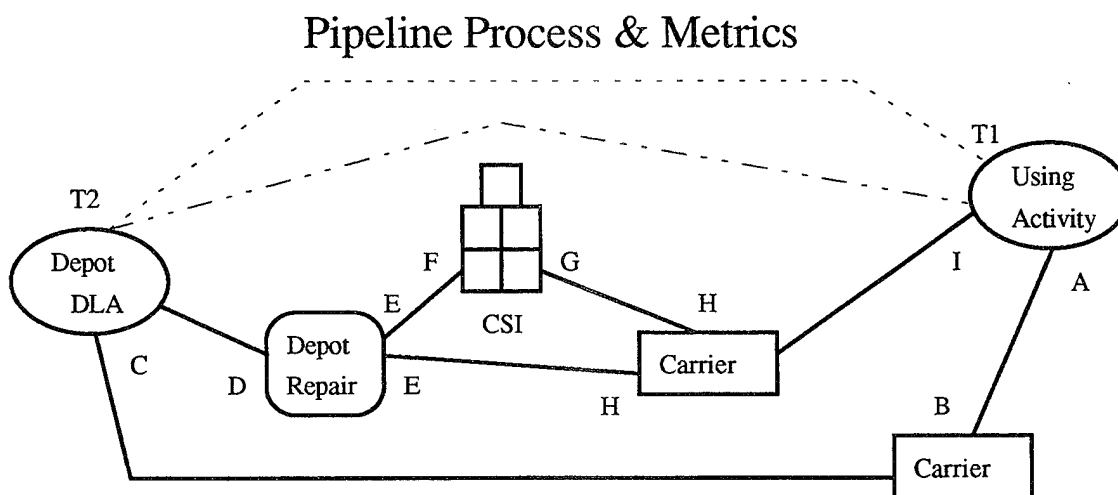 Pipeline Process & Metrics
T1
Using
Activity
T2
Depot
DLA
F
G
I
A
E
CSI
H
Depot
Repair
Carrier
C
D
E
H
B
Carrier